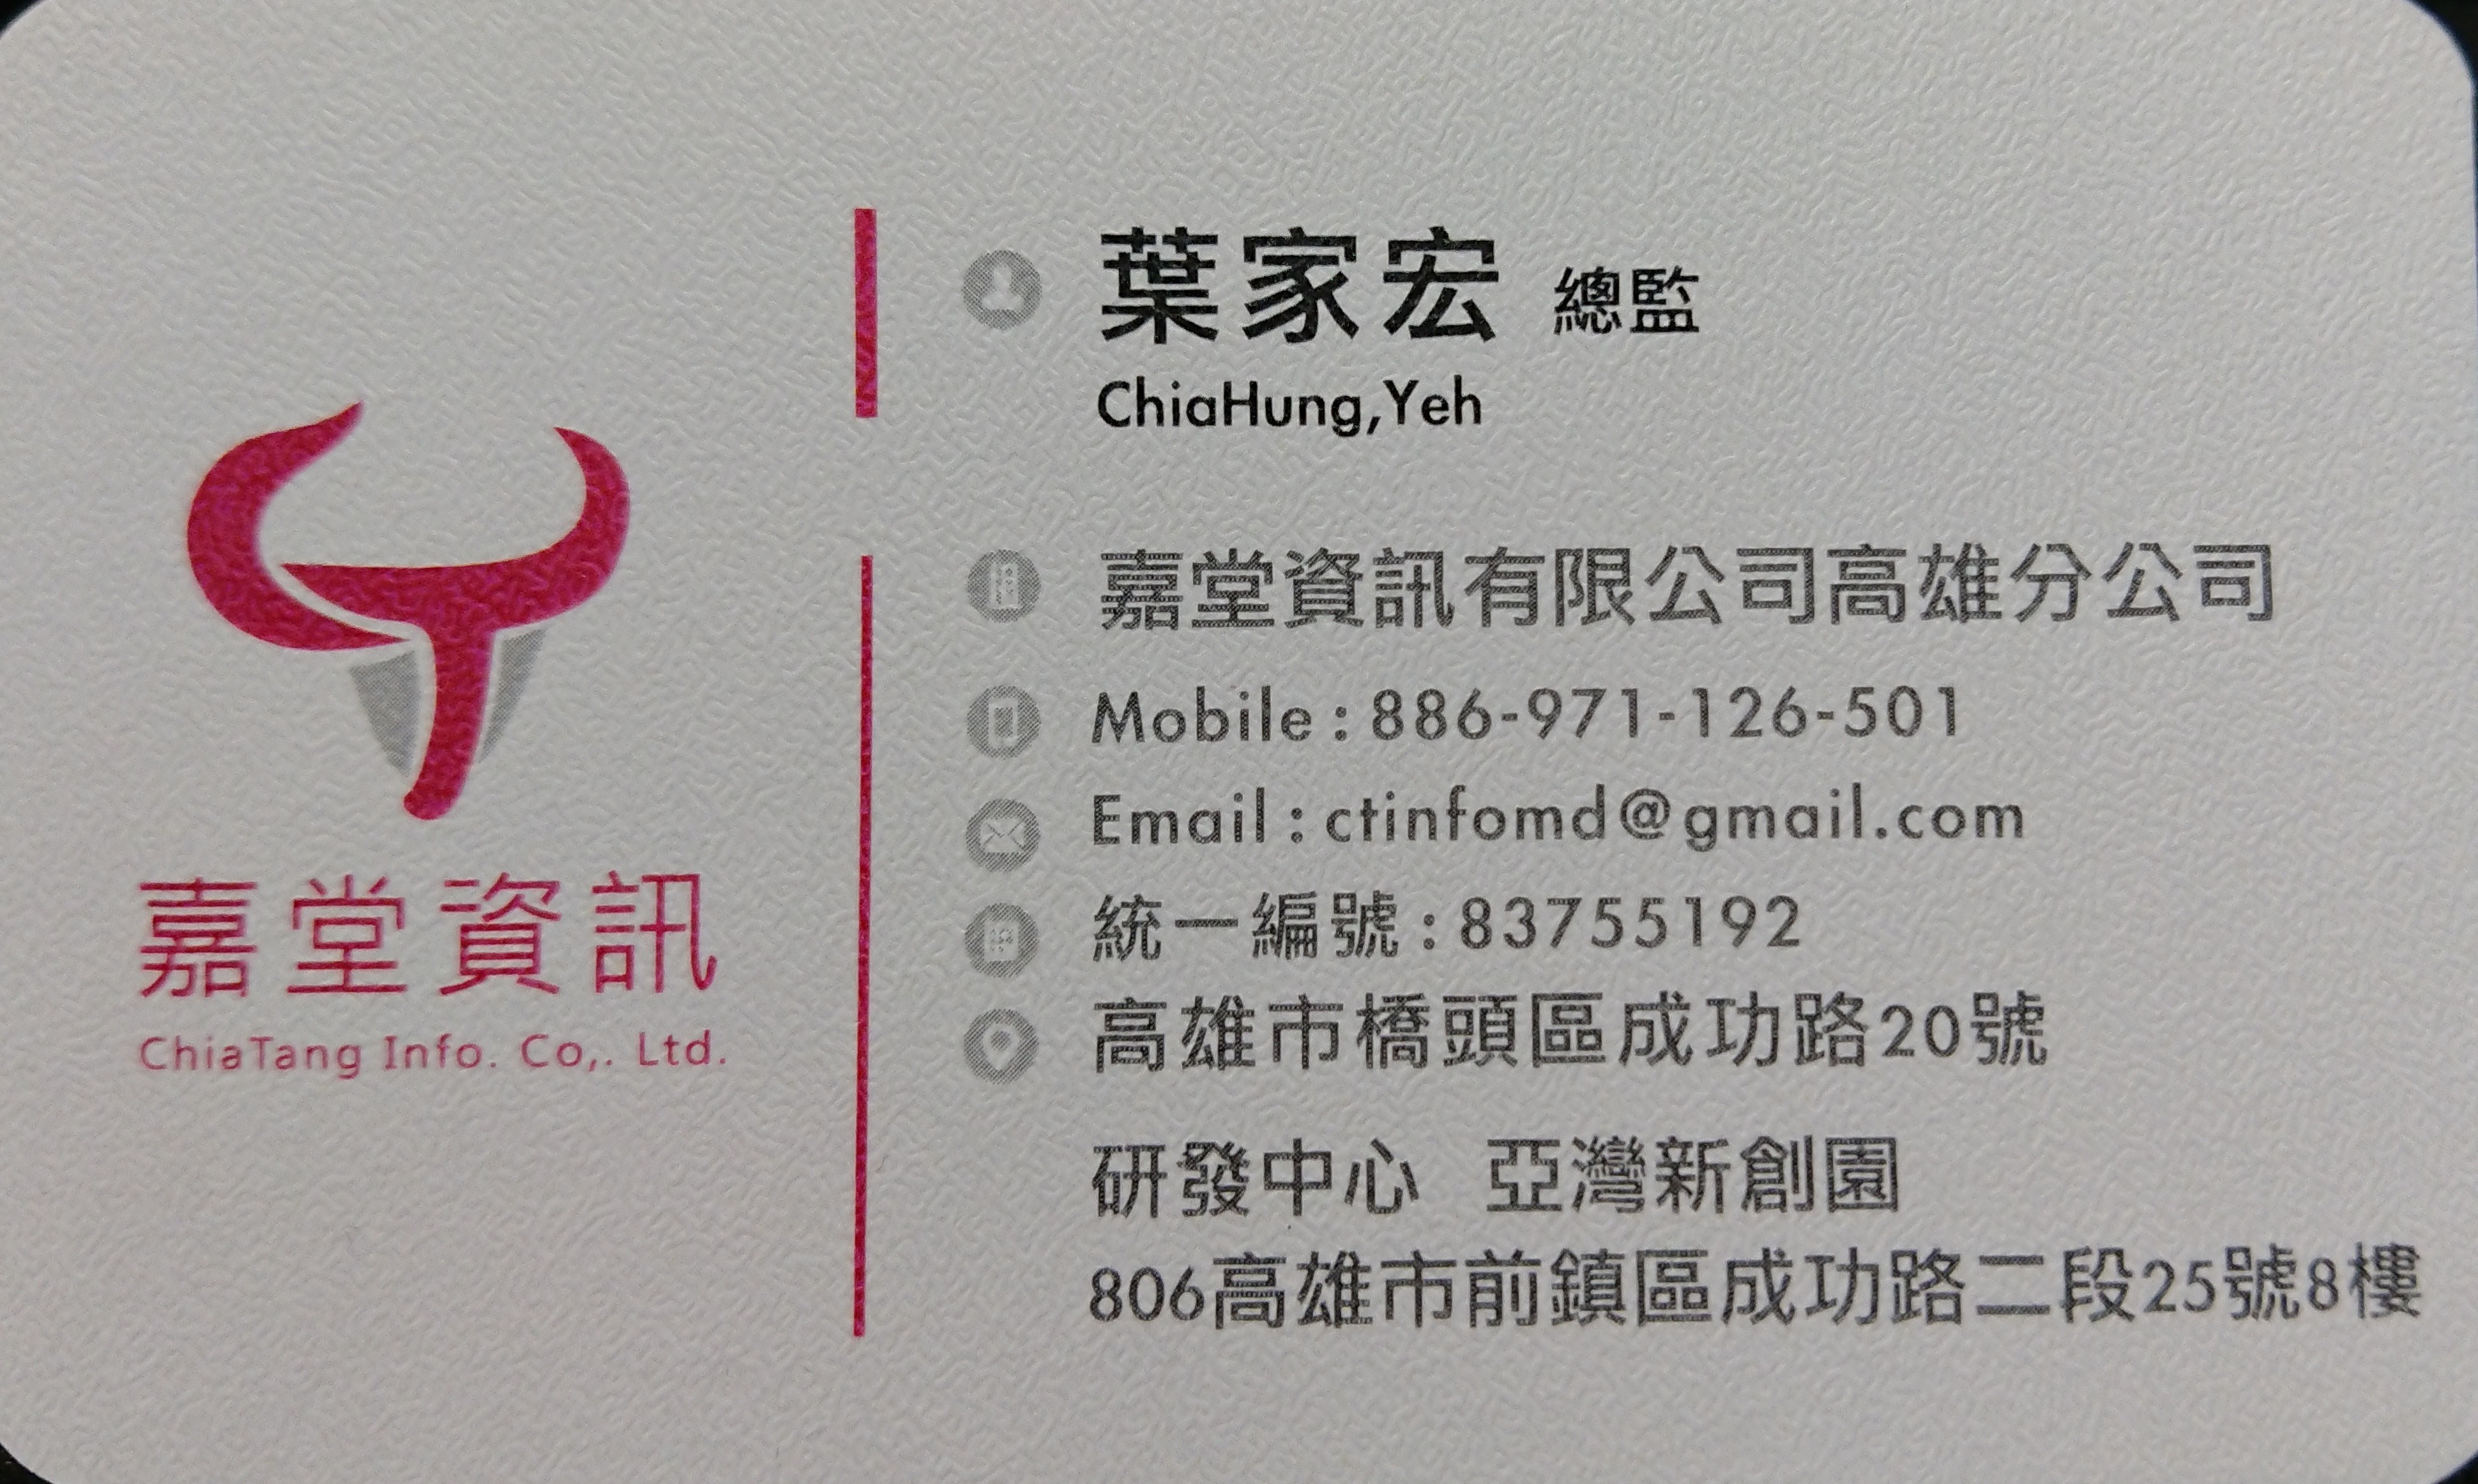 葉家宏 總監
ChiaHung,Yeh
嘉堂資訊有限公司高雄分公司
Mobile : 886-971-126-501
Email : ctinfomd@gmail.com
統一編號 : 83755192
高雄市橋頭區成功路20號
研發中心 亞灣新創園
806高雄市前鎮區成功路二段25號8樓
嘉堂資訊
ChiaTang Info. Co,. Ltd.